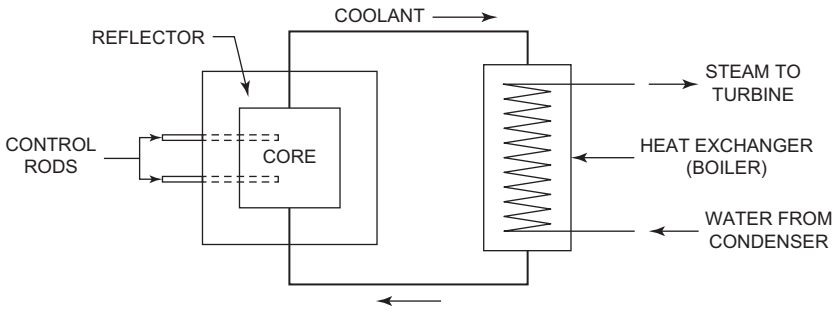 COOLANT
REFLECTOR
STEAM TO
TURBINE
CONTROL
RODS
CORE
HEAT EXCHANGER
(BOILER)
WATER FROM
CONDENSER